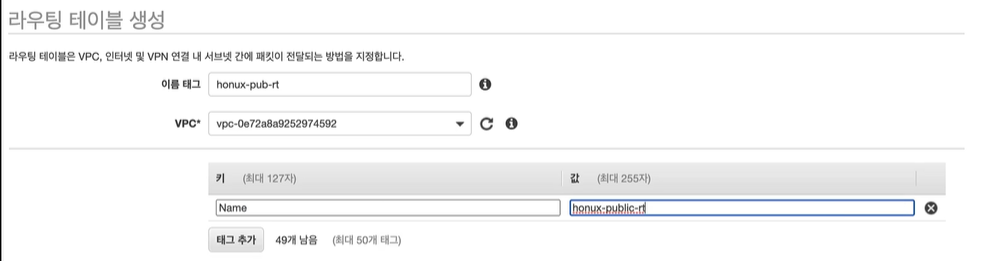 라우팅 테이블 생성
라우팅 테이블은 VPC, 인터넷 및 VPN 연결 내 서브넷 간에 패킷이 전달되는 방법을 지정합니다.
이름 태그 honux-pub-rt
VPC* vpc-0e72a8a9252974592
키 (최대 127자) 값 (최대 255자)
Name honux-public-rt
태그 추가 49개 남음 (최대 50개 태그)